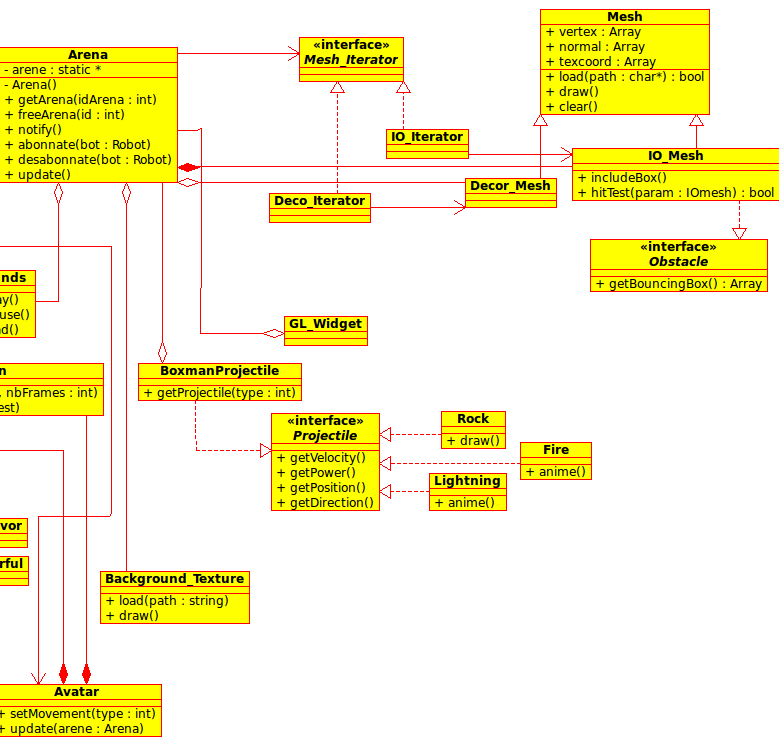 Arena
- arene : static *
- Arena()
+ getArena(idArena : int)
+ freeArena(id : int)
+ notify()
+ abonnate(bot : Robot)
+ desabonnate(bot : Robot)
+ update()
«interface»
Mesh_Iterator
Mesh
+ vertex : Array
+ normal : Array
+ texcoord : Array
+ load(path : char*) : bool
+ draw()
+ clear()
IO_Iterator
IO_Mesh
+ includeBox()
+ hitTest(param : IOmesh) : bool
Deco_Iterator
Decor_Mesh
«interface»
Obstacle
+ getBouncingBox() : Array
nds
ay()
use()
ad()
GL_Widget
n
, nbFrames : int)
est)
BoxmanProjectile
+ getProjectile(type : int)
«interface»
Projectile
+ getVelocity()
+ getPower()
+ getPosition()
+ getDirection()
Rock
+ draw()
Fire
+ anime()
Lightning
+ anime()
vor
rful
Background_Texture
+ load(path : string)
+ draw()
Avatar
+ setMovement(type : int)
+ update(arene : Arena)